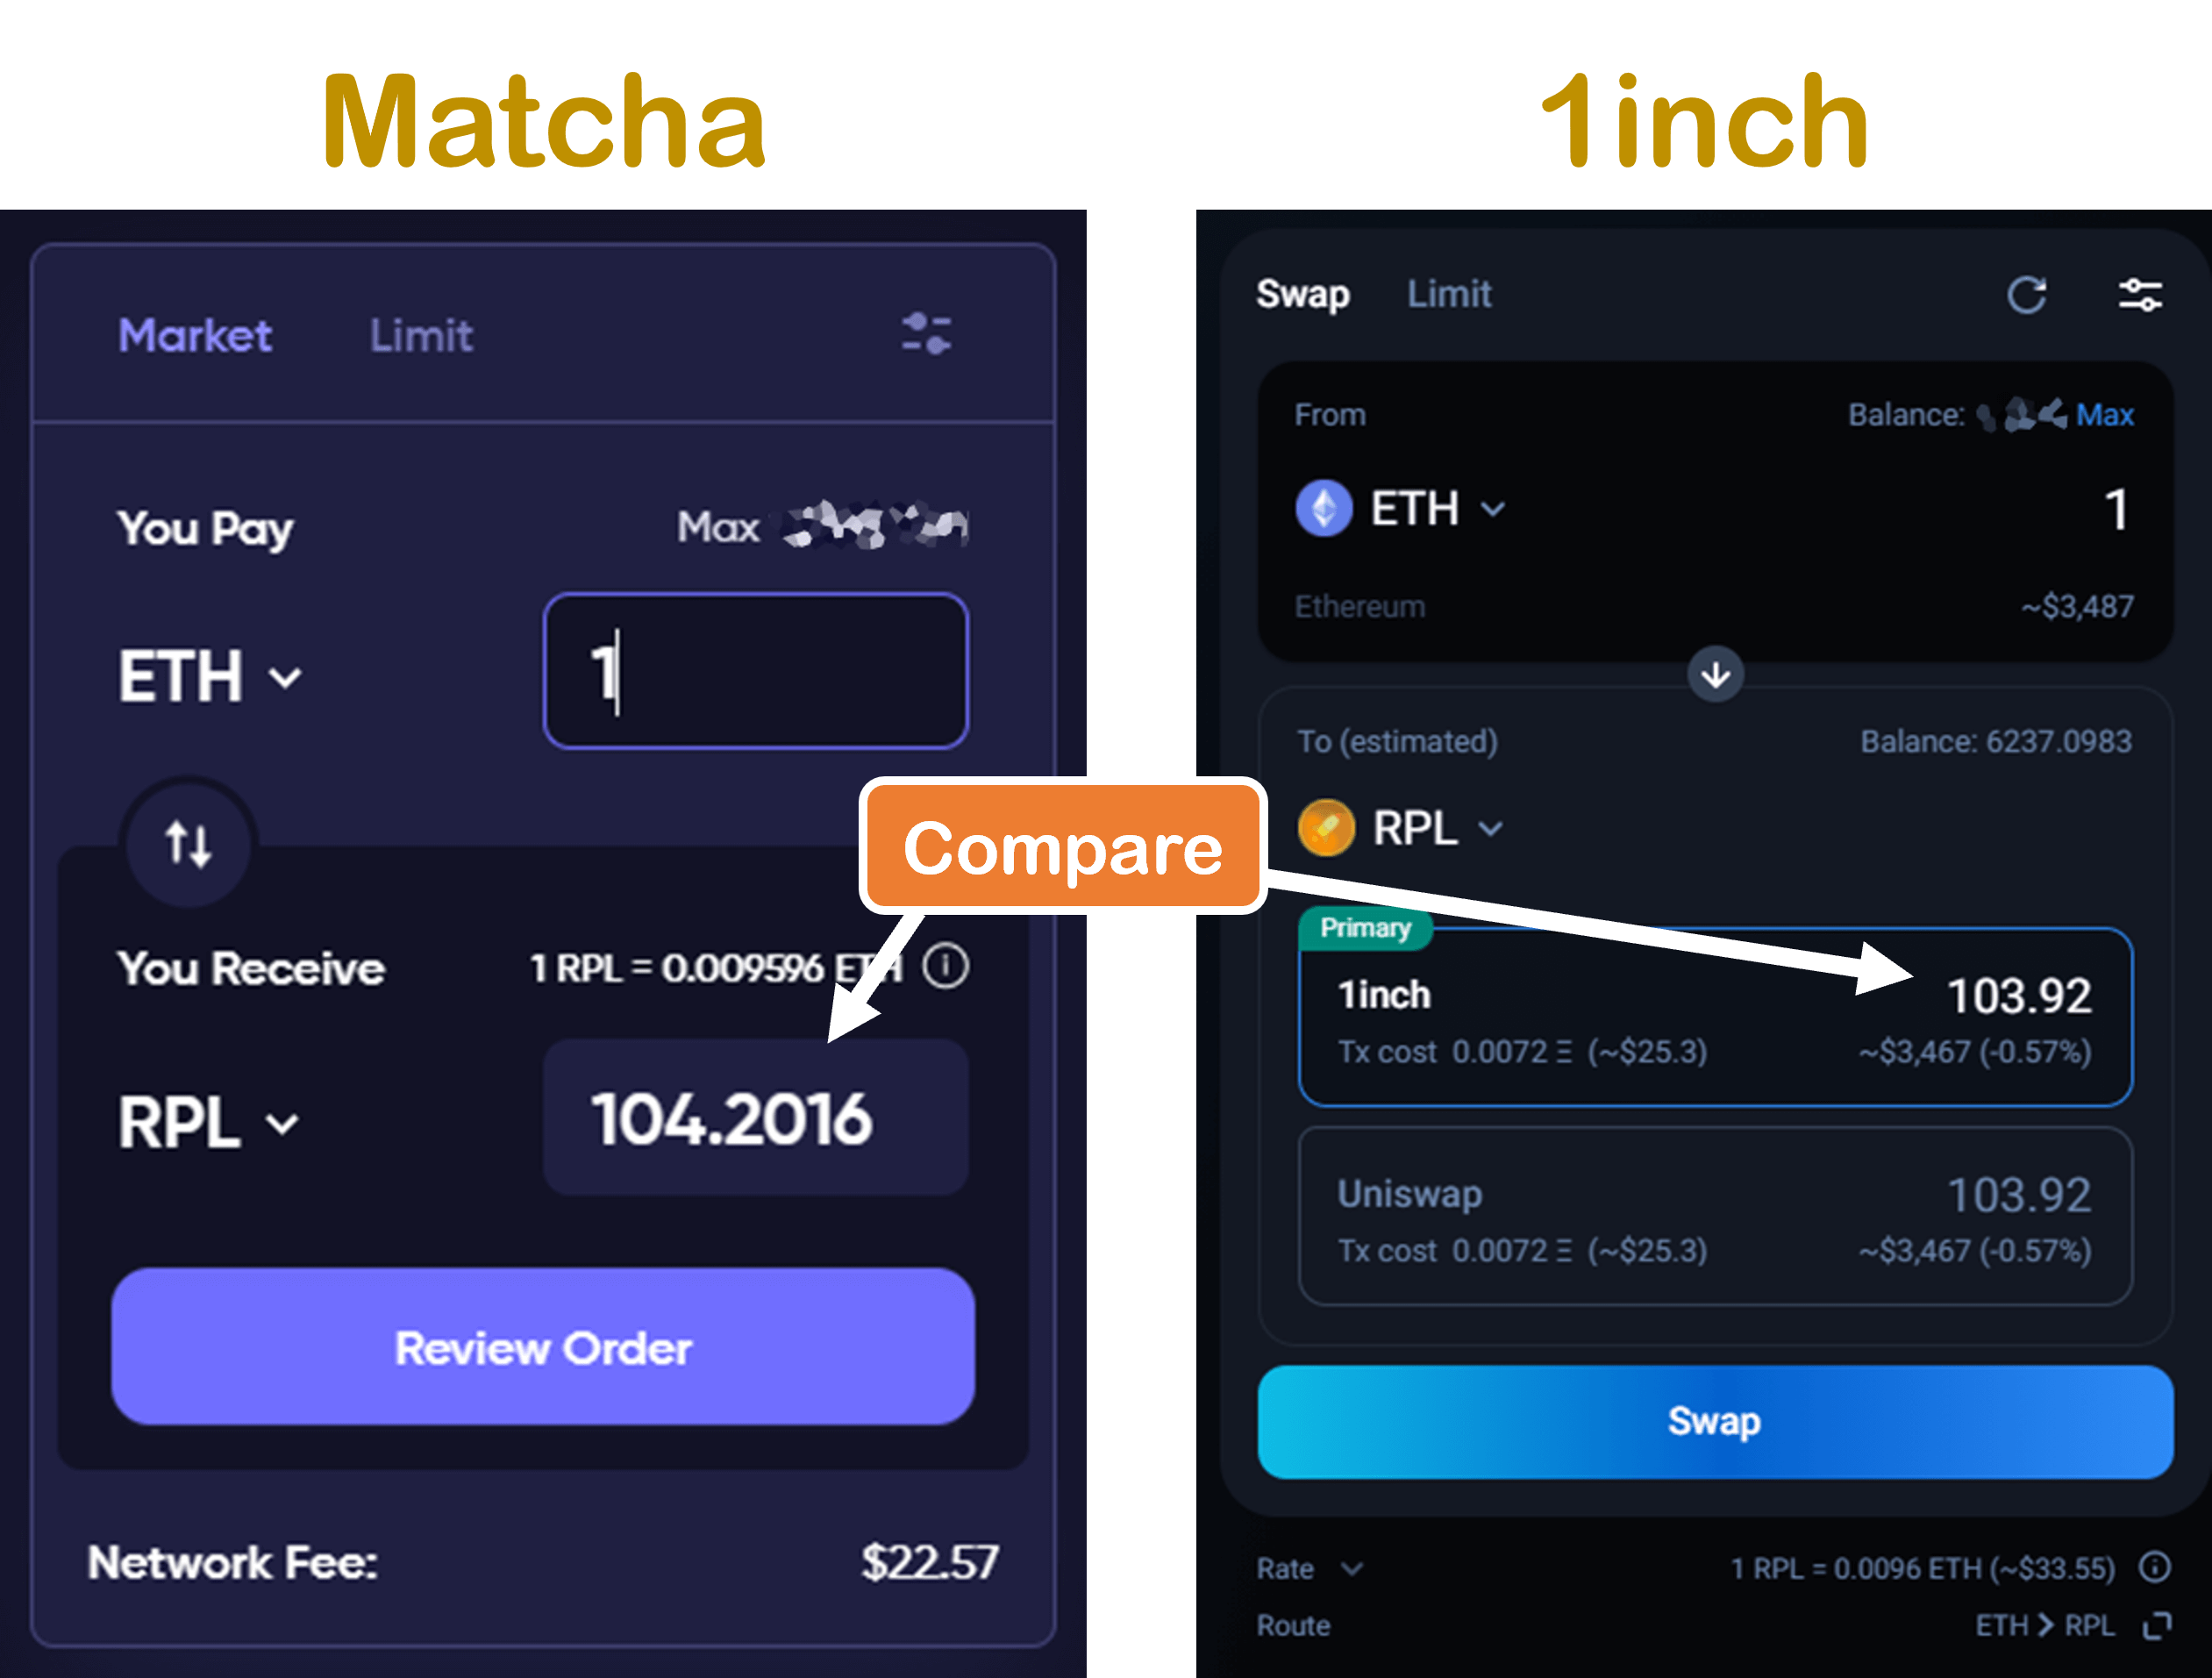 Matcha
1inch
Market Limit
You Pay Max
ETH 1
You Receive 1 RPL = 0.009596 ETH
RPL 104.2016
Review Order
Network Fee: $22.57
Compare
Swap Limit
From Balance: Max
ETH 1
Ethereum ~$3,487
To (estimated) Balance: 6237.0983
RPL
Primary
1inch 103.92
Tx cost 0.0072 Ξ (~$25.3) ~$3,467 (-0.57%)
Uniswap 103.92
Tx cost 0.0072 Ξ (~$25.3) ~$3,467 (-0.57%)
Swap
Rate 1 RPL = 0.0096 ETH (~$33.55)
Route ETH > RPL